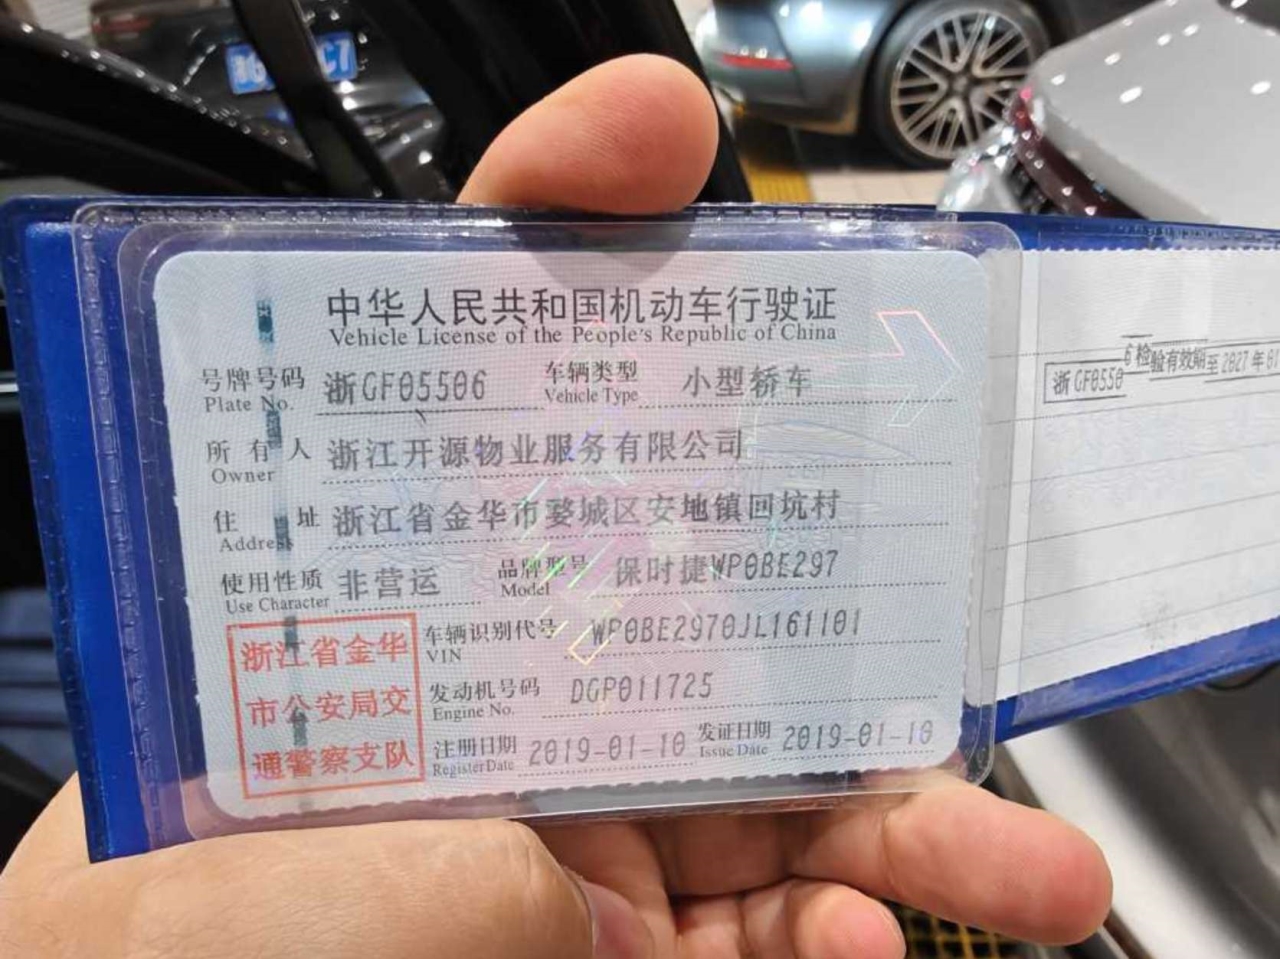 中华人民共和国机动车行驶证
Vehicle License of the People's Republic of China
号牌号码 浙GF05506 车辆类型 小型轿车
Plate No. Vehicle Type
所有人 浙江开源物业服务有限公司
Owner
住址 浙江省金华市婺城区安地镇回坑村
Address
使用性质 非营运 品牌型号 保时捷WP0BE297
Use Character Model
车辆识别代号 WP0BE2970JL161101
VIN
发动机号码 DGP011725
Engine No.
注册日期 2019-01-10 发证日期 2019-01-10
Register Date Issue Date
浙江省金华
市公安局交
通警察支队
浙GF0550
6检验有效期至2027年